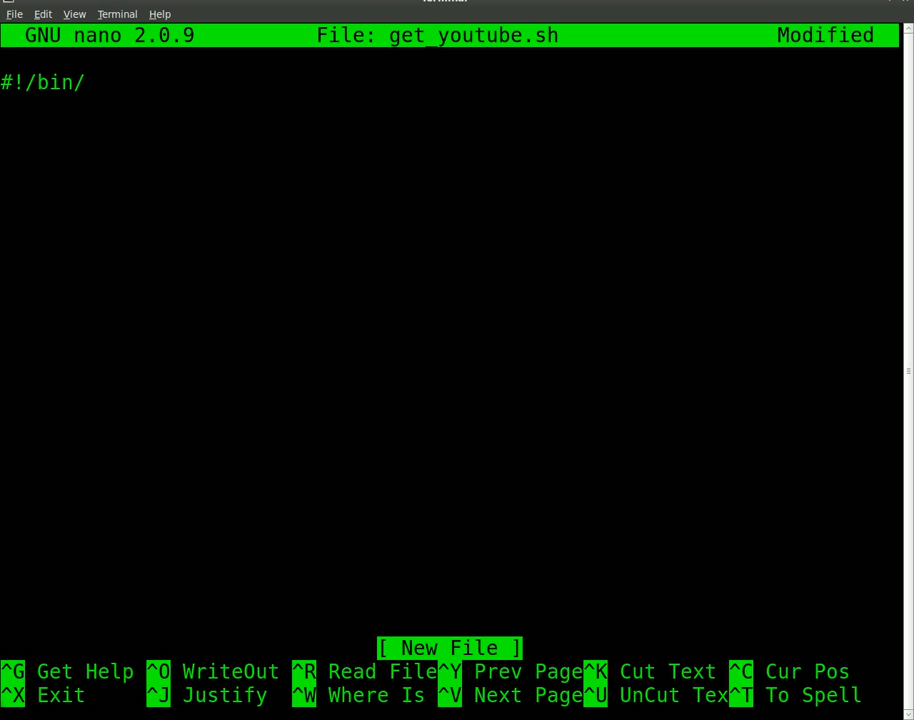 File Edit View Terminal Help
GNU nano 2.0.9 File: get_youtube.sh Modified
#!/bin/
[ New File ]
^G Get Help ^O WriteOut ^R Read File ^Y Prev Page ^K Cut Text ^C Cur Pos
^X Exit ^J Justify ^W Where Is ^V Next Page ^U UnCut Tex ^T To Spell